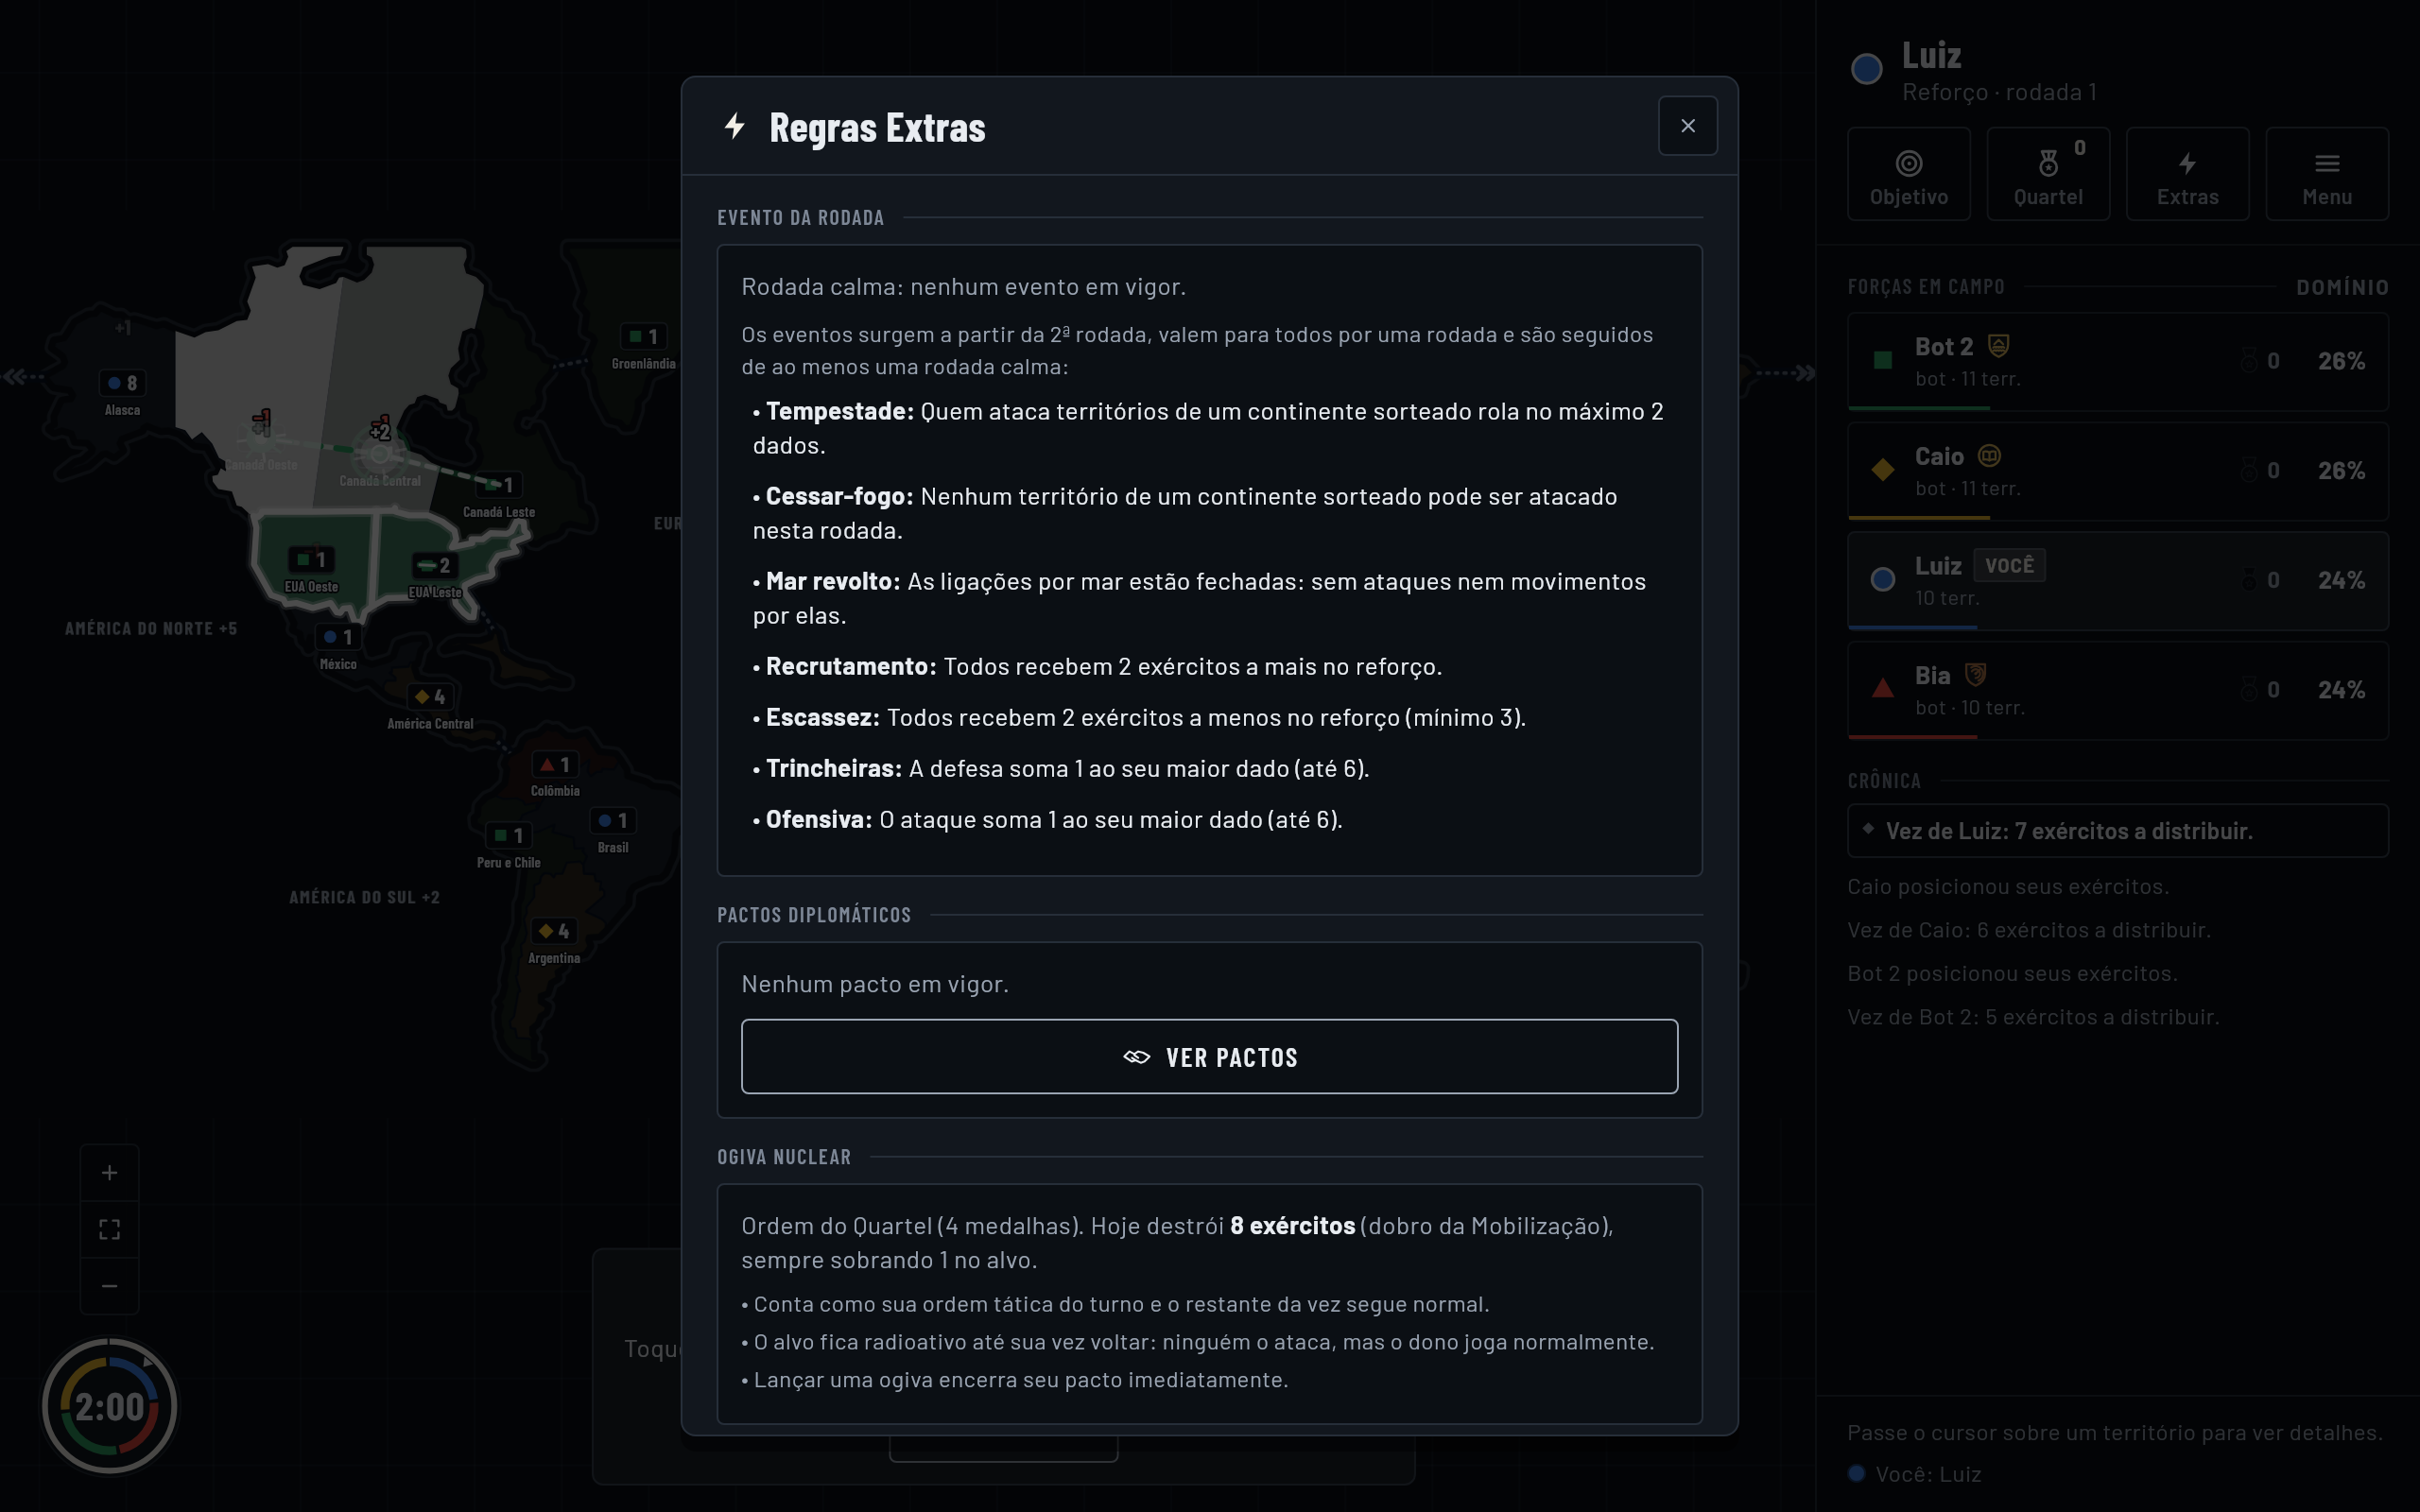 Regras Extras
×
EVENTO DA RODADA
Rodada calma: nenhum evento em vigor.
Os eventos surgem a partir da 2ª rodada, valem para todos por uma rodada e são seguidos
de ao menos uma rodada calma:
• Tempestade: Quem ataca territórios de um continente sorteado rola no máximo 2
dados.
• Cessar-fogo: Nenhum território de um continente sorteado pode ser atacado
nesta rodada.
• Mar revolto: As ligações por mar estão fechadas: sem ataques nem movimentos
por elas.
• Recrutamento: Todos recebem 2 exércitos a mais no reforço.
• Escassez: Todos recebem 2 exércitos a menos no reforço (mínimo 3).
• Trincheiras: A defesa soma 1 ao seu maior dado (até 6).
• Ofensiva: O ataque soma 1 ao seu maior dado (até 6).
PACTOS DIPLOMÁTICOS
Nenhum pacto em vigor.
VER PACTOS
OGIVA NUCLEAR
Ordem do Quartel (4 medalhas). Hoje destrói 8 exércitos (dobro da Mobilização),
sempre sobrando 1 no alvo.
• Conta como sua ordem tática do turno e o restante da vez segue normal.
• O alvo fica radioativo até sua vez voltar: ninguém o ataca, mas o dono joga normalmente.
• Lançar uma ogiva encerra seu pacto imediatamente.
+1
8
Alasca
Canadá Oeste
+2
Canadá Central
1
Canadá Leste
1
Groenlândia
1
EUA Oeste
2
EUA Leste
AMÉRICA DO NORTE +5
1
México
4
América Central
1
Colômbia
1
Brasil
1
Peru e Chile
AMÉRICA DO SUL +2
4
Argentina
+
−
2:00
Luiz
Reforço · rodada 1
Objetivo
0
Quartel
Extras
Menu
FORÇAS EM CAMPO
DOMÍNIO
Bot 2
bot · 11 terr.
0
26%
Caio
bot · 11 terr.
0
26%
Luiz VOCÊ
10 terr.
0
24%
Bia
bot · 10 terr.
0
24%
CRÔNICA
Vez de Luiz: 7 exércitos a distribuir.
Caio posicionou seus exércitos.
Vez de Caio: 6 exércitos a distribuir.
Bot 2 posicionou seus exércitos.
Vez de Bot 2: 5 exércitos a distribuir.
Passe o cursor sobre um território para ver detalhes.
Você: Luiz